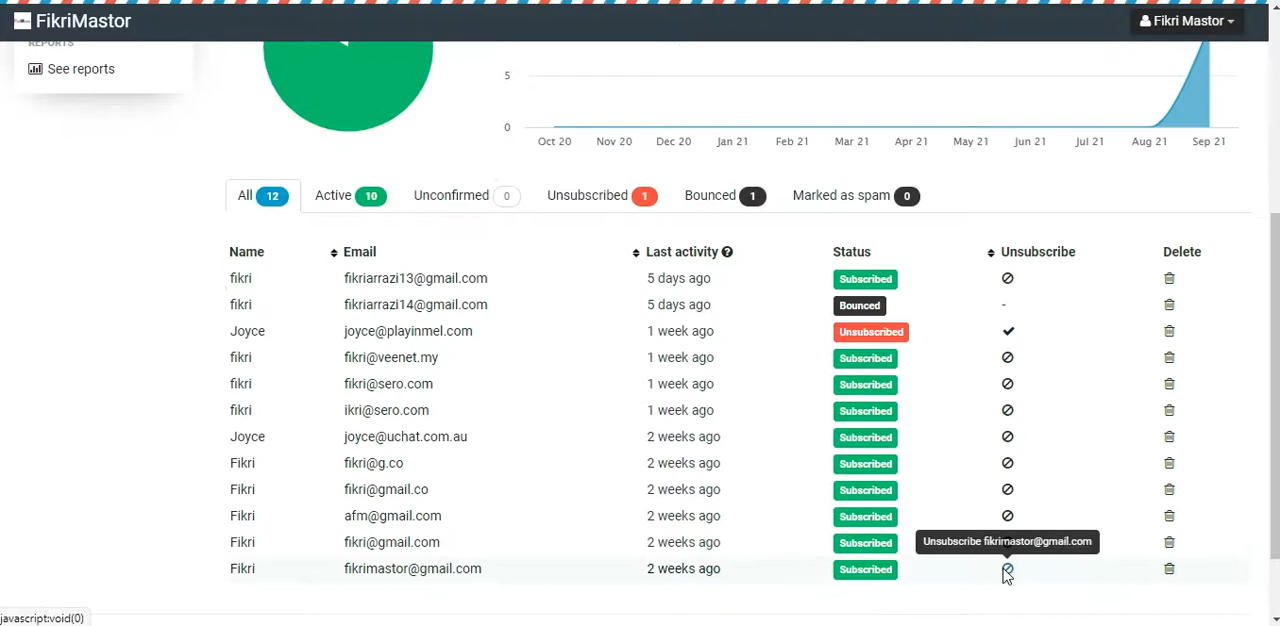 FikriMastor
Fikri Mastor
REPORTS
See reports
5
0
Oct 20 Nov 20 Dec 20 Jan 21 Feb 21 Mar 21 Apr 21 May 21 Jun 21 Jul 21 Aug 21 Sep 21
All 12 Active 10 Unconfirmed 0 Unsubscribed 1 Bounced 1 Marked as spam 0
Name Email Last activity Status Unsubscribe Delete
fikri fikriarrazi13@gmail.com 5 days ago Subscribed
fikri fikriarrazi14@gmail.com 5 days ago Bounced -
Joyce joyce@playinmel.com 1 week ago Unsubscribed
fikri fikri@veenet.my 1 week ago Subscribed
fikri fikri@sero.com 1 week ago Subscribed
fikri ikri@sero.com 1 week ago Subscribed
Joyce joyce@uchat.com.au 2 weeks ago Subscribed
Fikri fikri@g.co 2 weeks ago Subscribed
Fikri fikri@gmail.co 2 weeks ago Subscribed
Fikri afm@gmail.com 2 weeks ago Subscribed
Fikri fikri@gmail.com 2 weeks ago Subscribed
Unsubscribe fikrimastor@gmail.com
Fikri fikrimastor@gmail.com 2 weeks ago Subscribed
javascript:void(0)